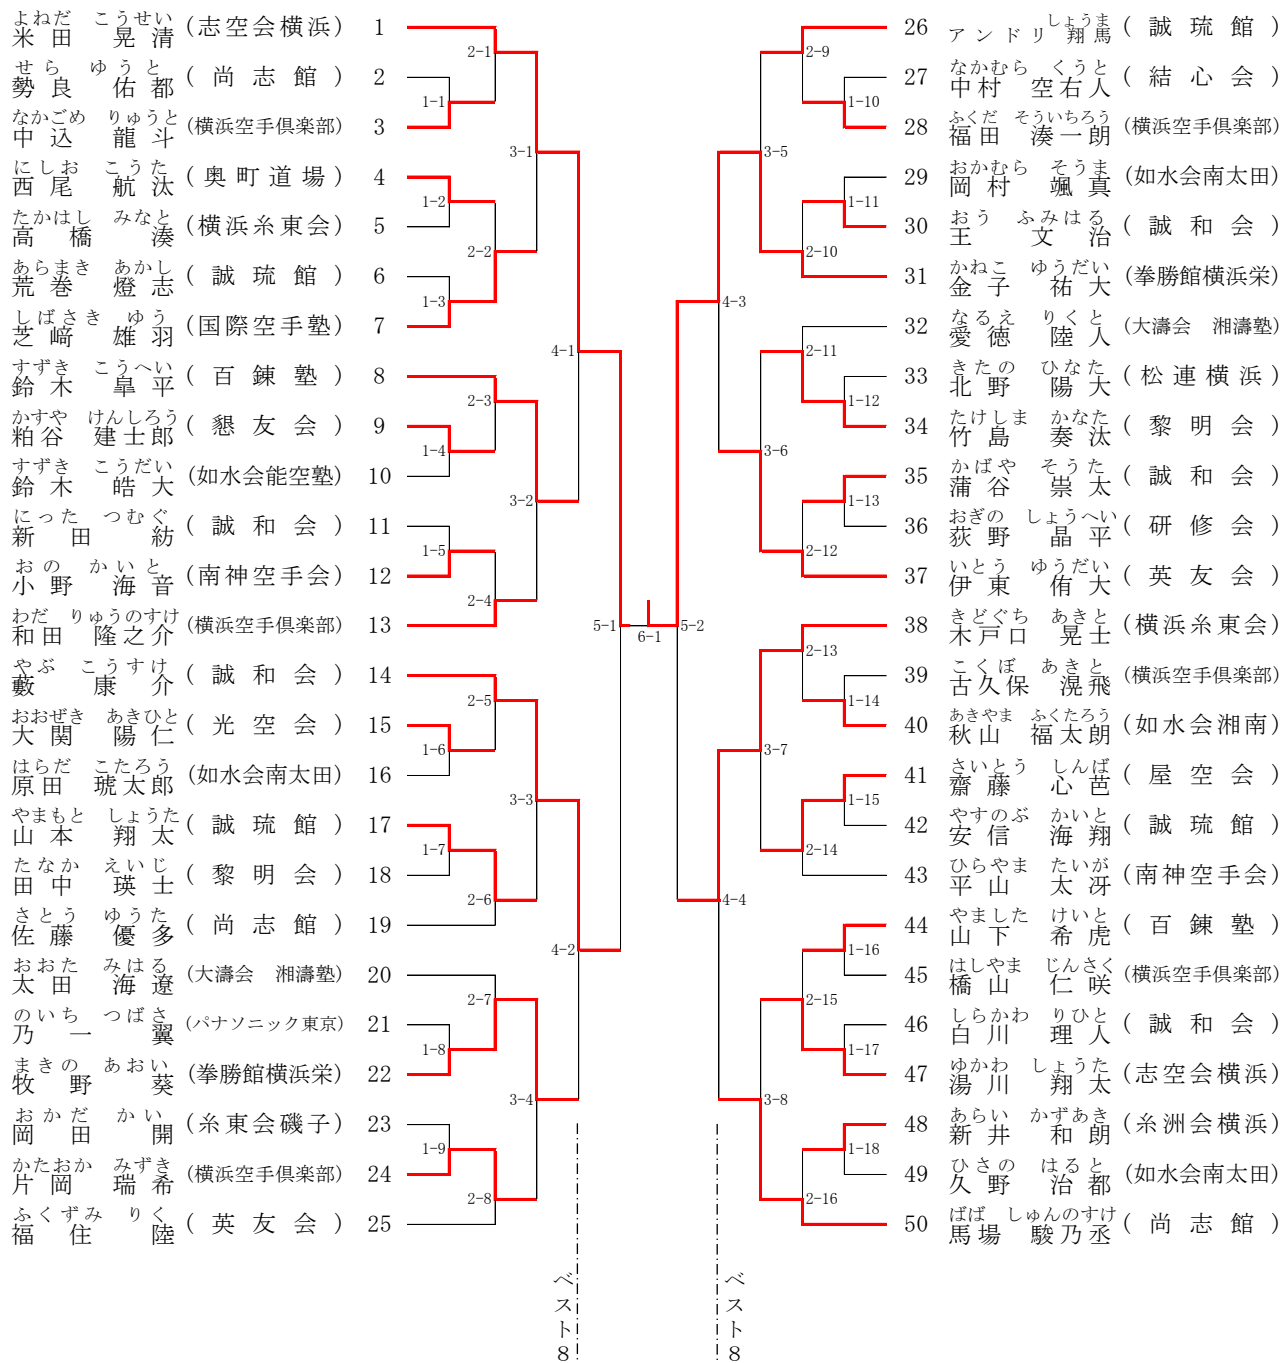 よねだ こうせい
米田 晃清 (志空会横浜) 1
せら ゆうと
勢良 佑都 (尚志館) 2
なかごめ りゅうと
中込 龍斗 (横浜空手倶楽部) 3
にしお こうた
西尾 航汰 (奥町道場) 4
たかはし みなと
高橋 湊 (横浜糸東会) 5
あらまき あかし
荒巻 燈志 (誠琉館) 6
しばさき ゆう
芝﨑 雄羽 (国際空手塾) 7
すずき こうへい
鈴木 皐平 (百錬塾) 8
かすや けんしろう
粕谷 建士郎 (懇友会) 9
すずき こうだい
鈴木 皓大 (如水会能空塾) 10
にった つむぐ
新田 紡 (誠和会) 11
おの かいと
小野 海音 (南神空手会) 12
わだ りゅうのすけ
和田 隆之介 (横浜空手倶楽部) 13
やぶ こうすけ
藪 康介 (誠和会) 14
おおぜき あきひと
大関 陽仁 (光空会) 15
はらだ こたろう
原田 琥太郎 (如水会南太田) 16
やまもと しょうた
山本 翔太 (誠琉館) 17
たなか えいじ
田中 瑛士 (黎明会) 18
さとう ゆうた
佐藤 優多 (尚志館) 19
おおた みはる
太田 海遼 (大濤会 湘濤塾) 20
のいち つばさ
乃一 翼 (パナソニック東京) 21
まきの あおい
牧野 葵 (拳勝館横浜栄) 22
おかだ かい
岡田 開 (糸東会磯子) 23
かたおか みずき
片岡 瑞希 (横浜空手倶楽部) 24
ふくずみ りく
福住 陸 (英友会) 25
1-1
1-2
1-3
1-4
1-5
1-6
1-7
1-8
1-9
2-1
2-2
2-3
2-4
2-5
2-6
2-7
2-8
3-1
3-2
3-3
3-4
4-1
4-2
5-1
6-1
5-2
4-3
4-4
3-5
3-6
3-7
3-8
2-9
2-10
2-11
2-12
2-13
2-14
2-15
2-16
1-10
1-11
1-12
1-13
1-14
1-15
1-16
1-17
1-18
しょうま
26 アンドリ 翔馬 (誠琉館)
なかむら くうと
27 中村 空右人 (結心会)
ふくだ そういちろう
28 福田 湊一朗 (横浜空手倶楽部)
おかむら そうま
29 岡村 颯真 (如水会南太田)
おう ふみはる
30 王 文治 (誠和会)
かねこ ゆうだい
31 金子 祐大 (拳勝館横浜栄)
なるえ りくと
32 愛徳 陸人 (大濤会 湘濤塾)
きたの ひなた
33 北野 陽大 (松連横浜)
たけしま かなた
34 竹島 奏汰 (黎明会)
かばや そうた
35 蒲谷 崇太 (誠和会)
おぎの しょうへい
36 荻野 晶平 (研修会)
いとう ゆうだい
37 伊東 侑大 (英友会)
きどぐち あきと
38 木戸口 晃士 (横浜糸東会)
こくぼ あきと
39 古久保 滉飛 (横浜空手倶楽部)
あきやま ふくたろう
40 秋山 福太朗 (如水会湘南)
さいとう しんば
41 齋藤 心芭 (屋空会)
やすのぶ かいと
42 安信 海翔 (誠琉館)
ひらやま たいが
43 平山 太冴 (南神空手会)
やました けいと
44 山下 希虎 (百錬塾)
はしやま じんさく
45 橋山 仁咲 (横浜空手倶楽部)
しらかわ りひと
46 白川 理人 (誠和会)
ゆかわ しょうた
47 湯川 翔太 (志空会横浜)
あらい かずあき
48 新井 和朗 (糸洲会横浜)
ひさの はると
49 久野 治都 (如水会南太田)
ばば しゅんのすけ
50 馬場 駿乃丞 (尚志館)
ベスト8
ベスト8